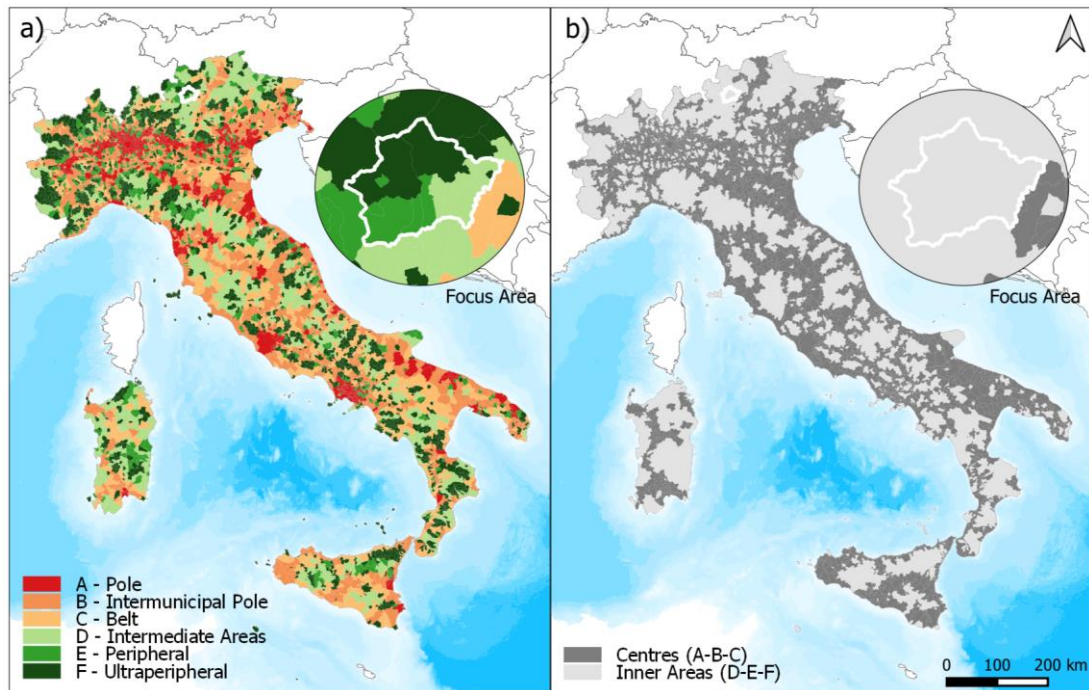 a)
Focus Area
A - Pole
B - Intermunicipal Pole
C - Belt
D - Intermediate Areas
E - Peripheral
F - Ultraperipheral
b)
Focus Area
Centres (A-B-C)
Inner Areas (D-E-F)
0 100 200 km